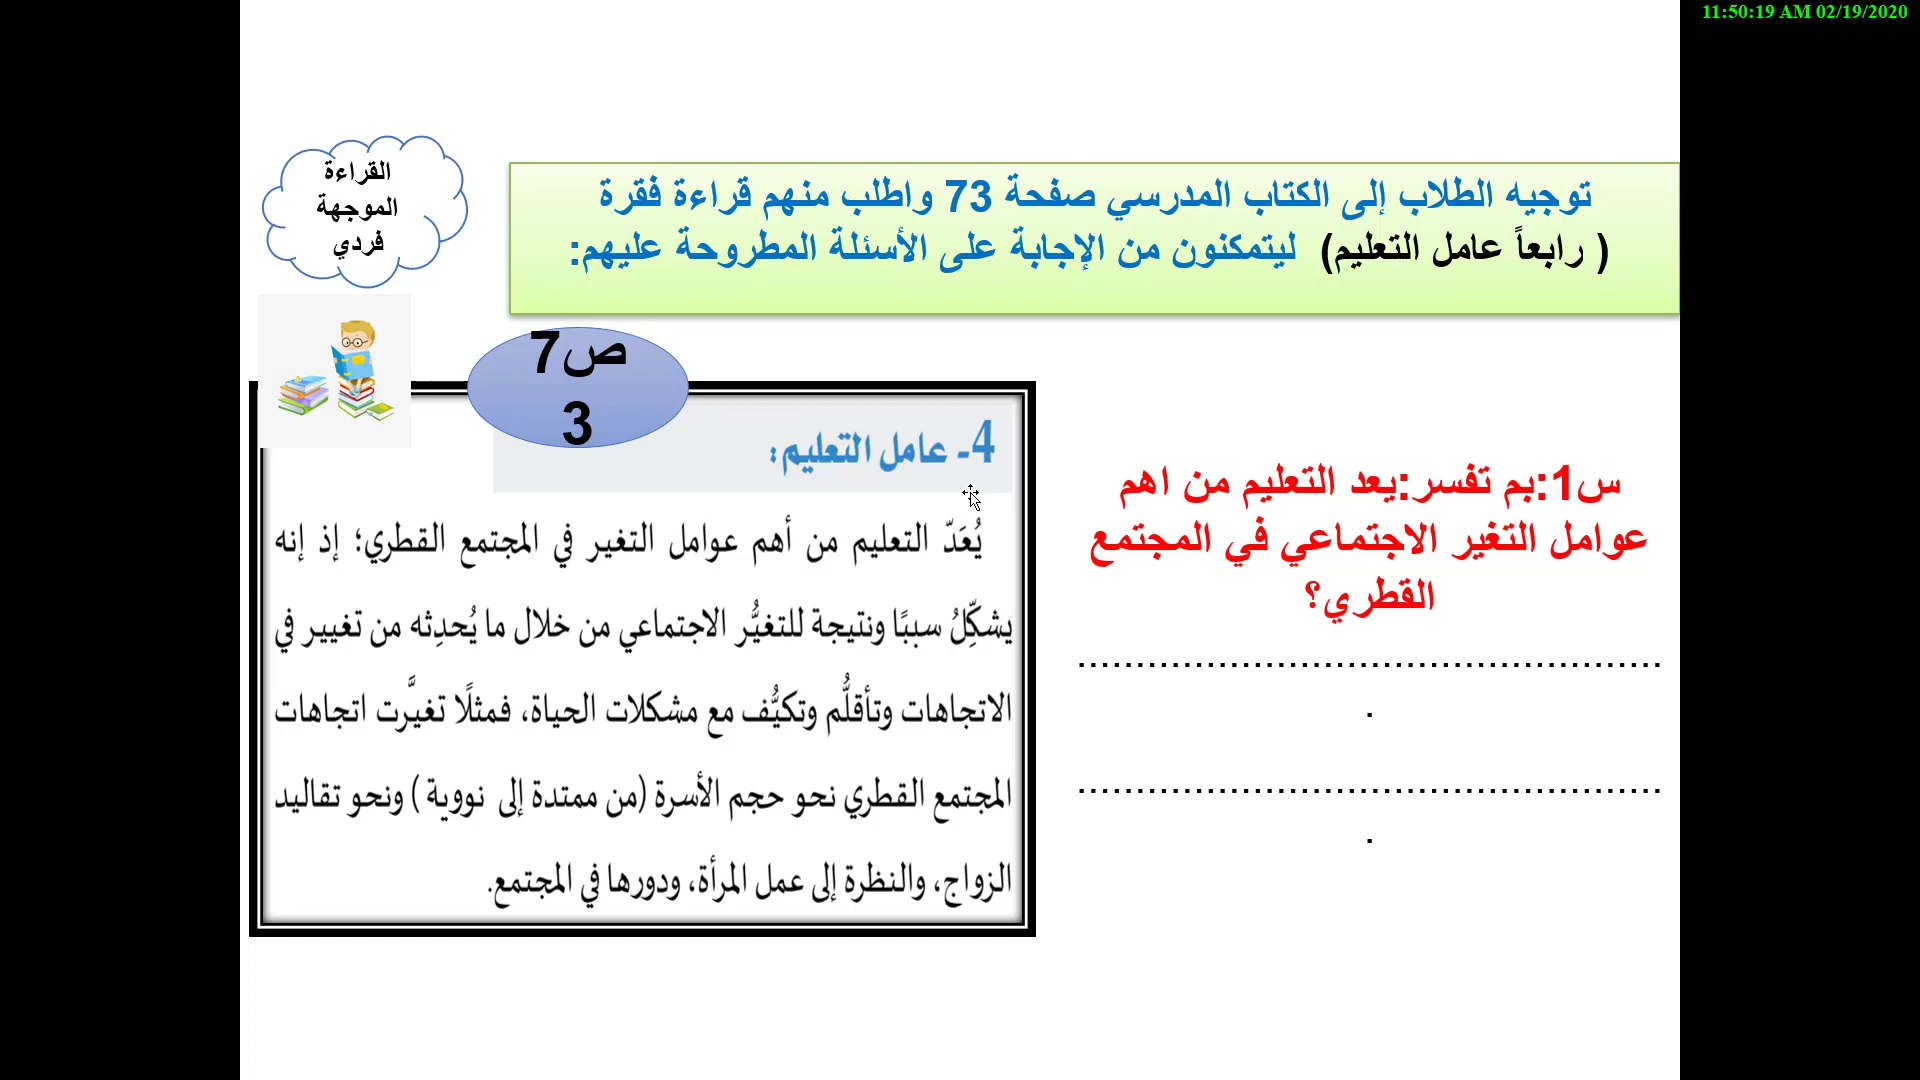 11:50:19 AM 02/19/2020
القراءة
الموجهة
فردي
توجيه الطلاب إلى الكتاب المدرسي صفحة 73 واطلب منهم قراءة فقرة
( رابعاً عامل التعليم) ليتمكنون من الإجابة على الأسئلة المطروحة عليهم:
ص7
3
4- عامل التعليم:
يُعَدّ التعليم من أهم عوامل التغير في المجتمع القطري؛ إذ إنه
يشكِّلُ سببًا ونتيجة للتغيُّر الاجتماعي من خلال ما يُحدِثه من تغيير في
الاتجاهات وتأقلُّم وتكيُّف مع مشكلات الحياة، فمثلًا تغيَّرت اتجاهات
المجتمع القطري نحو حجم الأسرة (من ممتدة إلى نووية ) ونحو تقاليد
الزواج، والنظرة إلى عمل المرأة، ودورها في المجتمع.
س1:بم تفسر:يعد التعليم من اهم
عوامل التغير الاجتماعي في المجتمع
القطري؟
..................................................
.
..................................................
.